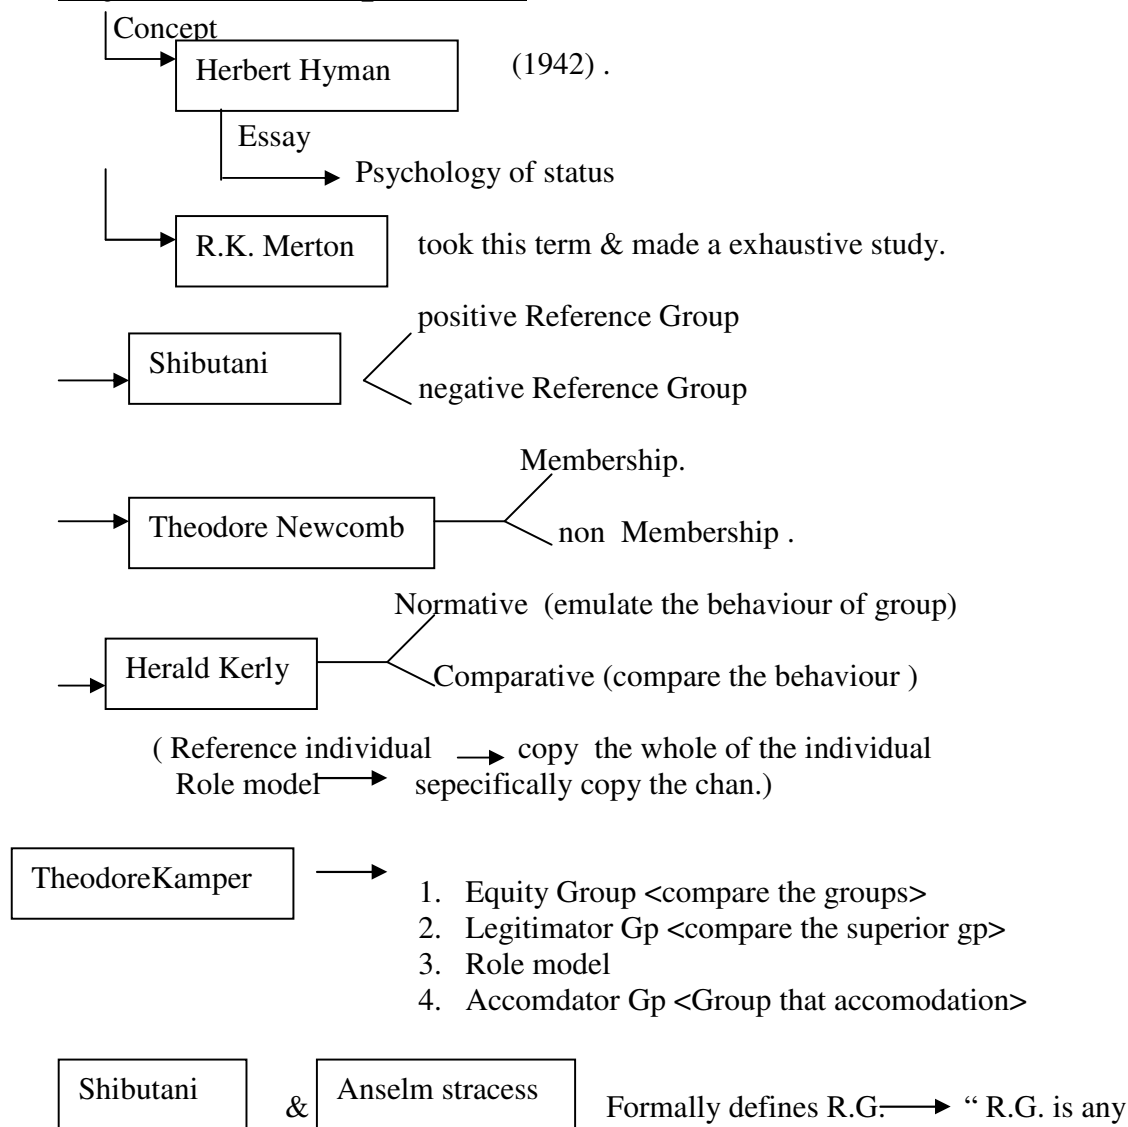 Concept
Herbert Hyman (1942) .
Essay
Psychology of status
R.K. Merton took this term & made a exhaustive study.
positive Reference Group
Shibutani
negative Reference Group
Membership.
Theodore Newcomb
non Membership .
Normative (emulate the behaviour of group)
Herald Kerly
Comparative (compare the behaviour )
( Reference individual copy the whole of the individual
Role model sepecifically copy the chan.)
TheodoreKamper
1. Equity Group <compare the groups>
2. Legitimator Gp <compare the superior gp>
3. Role model
4. Accomdator Gp <Group that accomodation>
Shibutani & Anselm stracess Formally defines R.G. “ R.G. is any